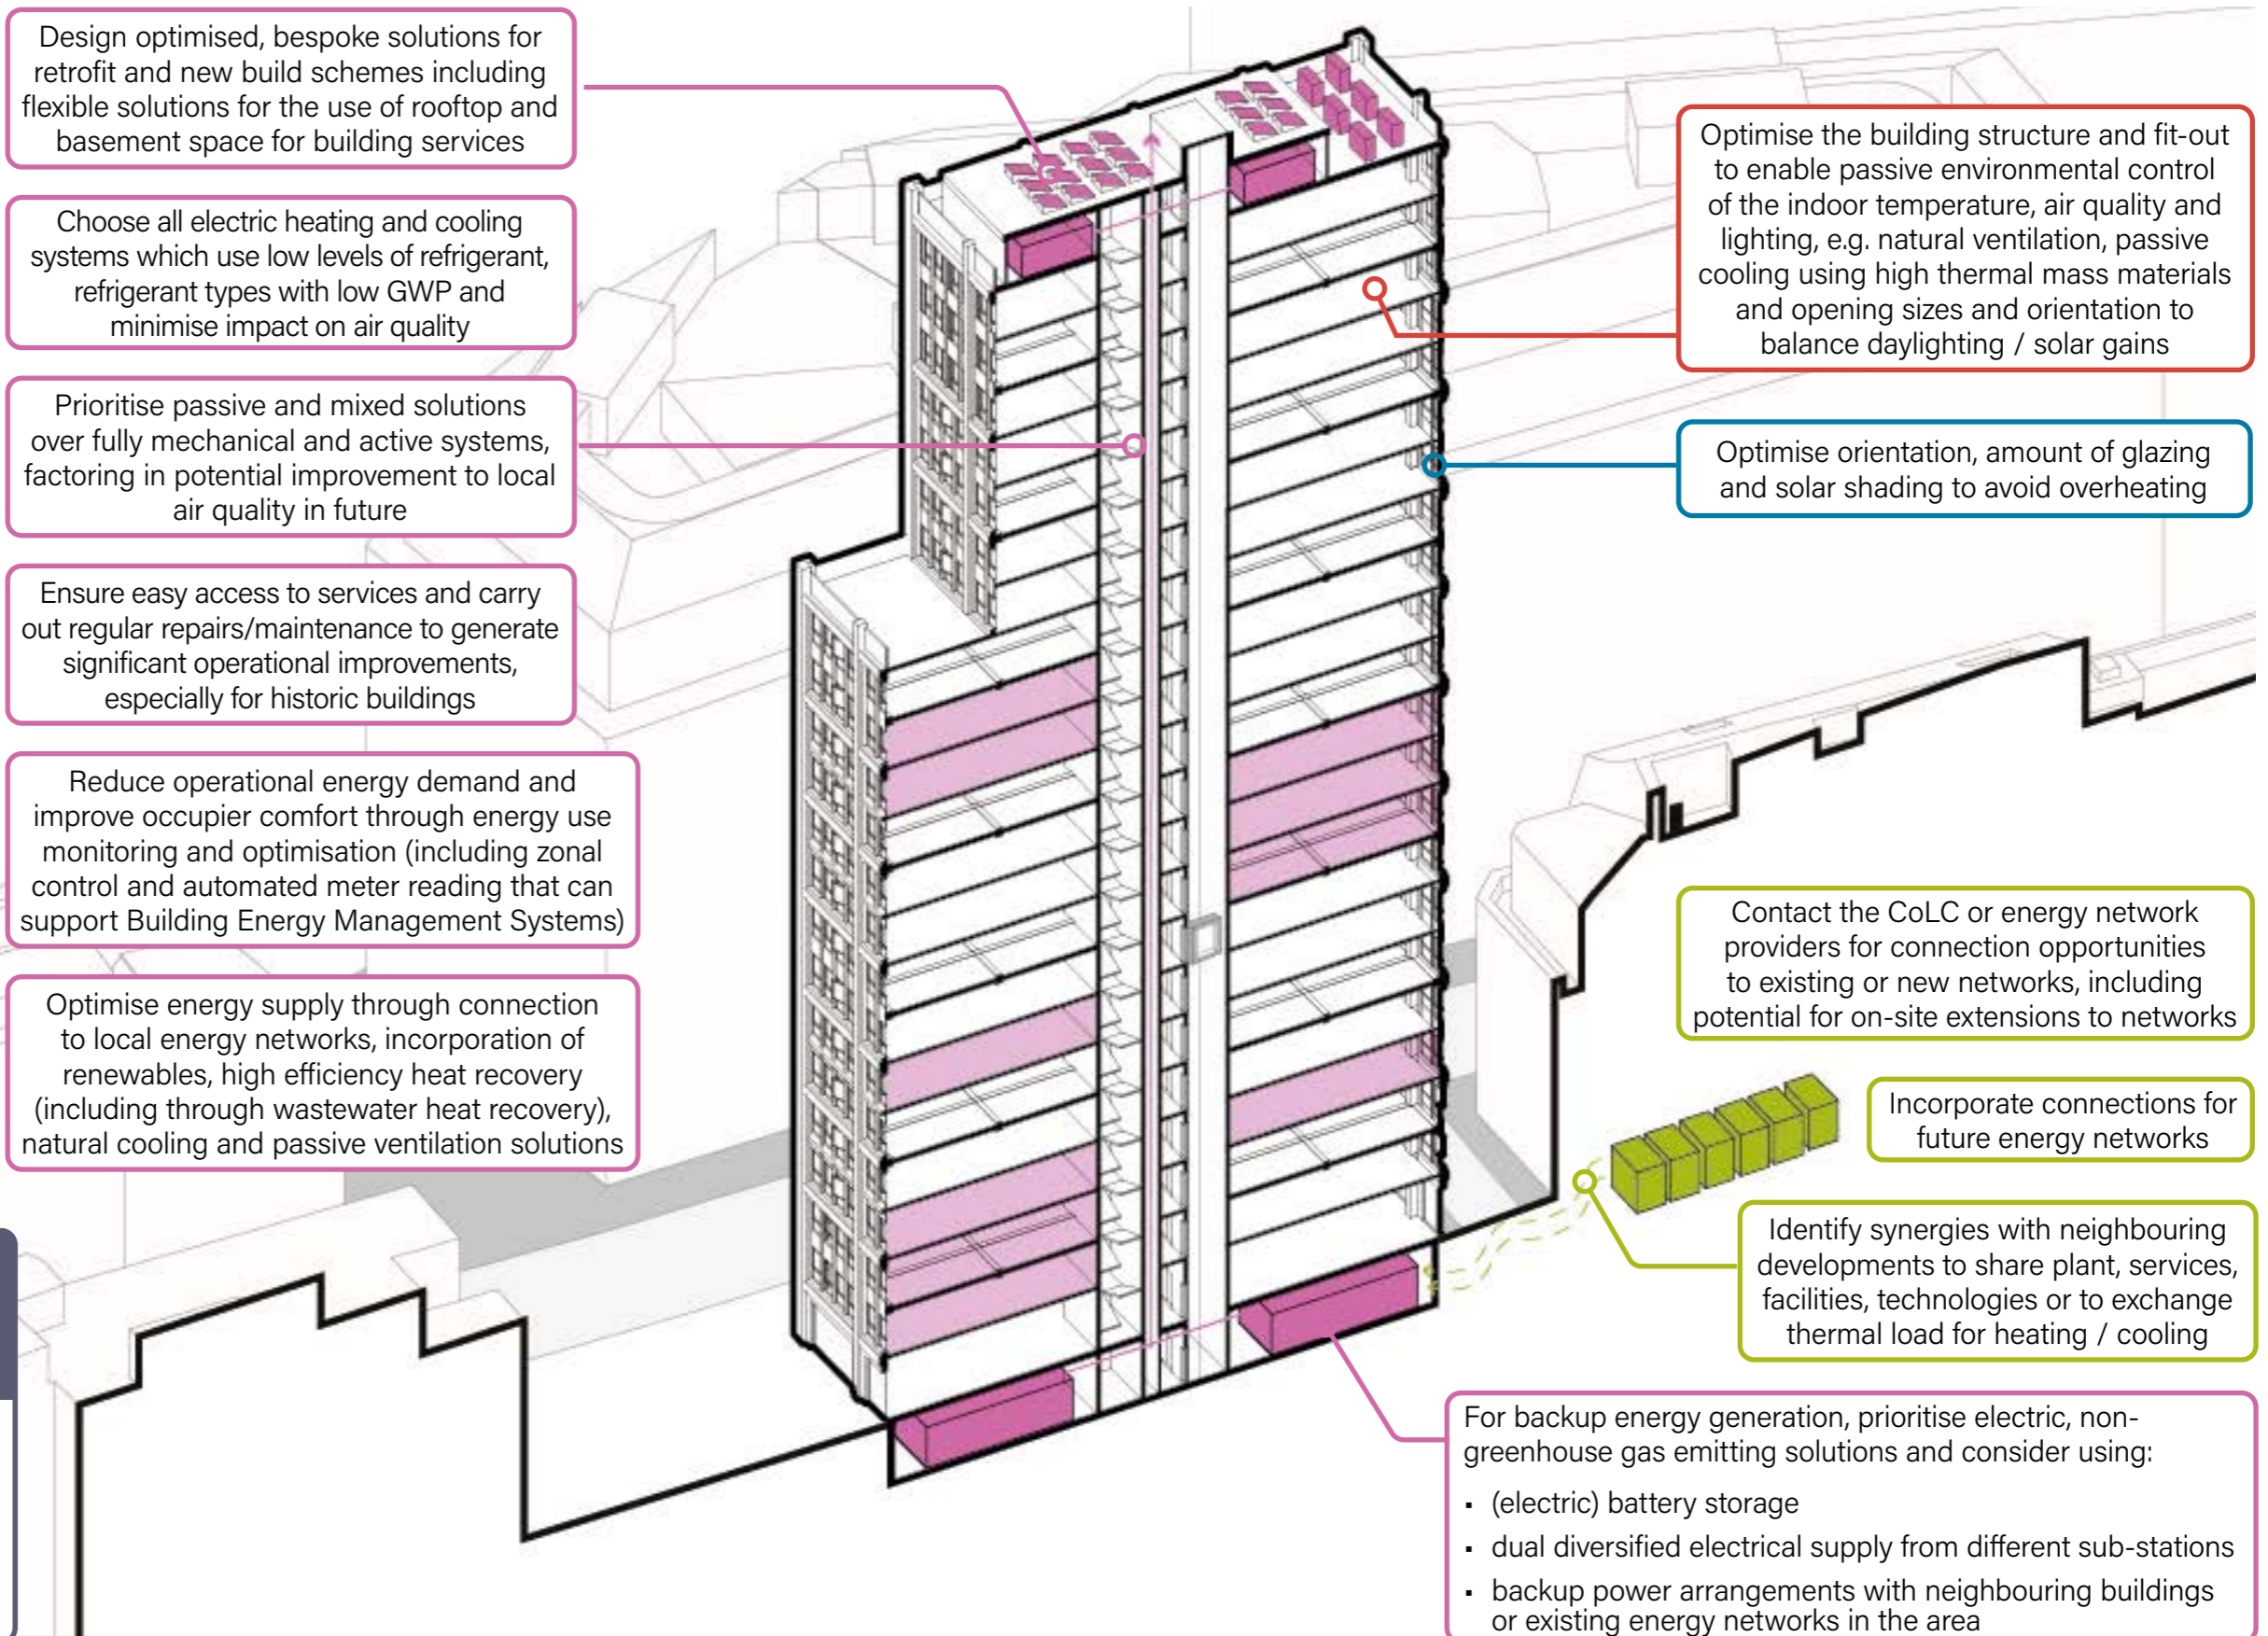 Design optimised, bespoke solutions for
retrofit and new build schemes including
flexible solutions for the use of rooftop and
basement space for building services
Choose all electric heating and cooling
systems which use low levels of refrigerant,
refrigerant types with low GWP and
minimise impact on air quality
Prioritise passive and mixed solutions
over fully mechanical and active systems,
factoring in potential improvement to local
air quality in future
Ensure easy access to services and carry
out regular repairs/maintenance to generate
significant operational improvements,
especially for historic buildings
Reduce operational energy demand and
improve occupier comfort through energy use
monitoring and optimisation (including zonal
control and automated meter reading that can
support Building Energy Management Systems)
Optimise energy supply through connection
to local energy networks, incorporation of
renewables, high efficiency heat recovery
(including through wastewater heat recovery),
natural cooling and passive ventilation solutions
Optimise the building structure and fit-out
to enable passive environmental control
of the indoor temperature, air quality and
lighting, e.g. natural ventilation, passive
cooling using high thermal mass materials
and opening sizes and orientation to
balance daylighting / solar gains
Optimise orientation, amount of glazing
and solar shading to avoid overheating
Contact the CoLC or energy network
providers for connection opportunities
to existing or new networks, including
potential for on-site extensions to networks
Incorporate connections for
future energy networks
Identify synergies with neighbouring
developments to share plant, services,
facilities, technologies or to exchange
thermal load for heating / cooling
For backup energy generation, prioritise electric, non-
greenhouse gas emitting solutions and consider using:
▪ (electric) battery storage
▪ dual diversified electrical supply from different sub-stations
▪ backup power arrangements with neighbouring buildings
or existing energy networks in the area